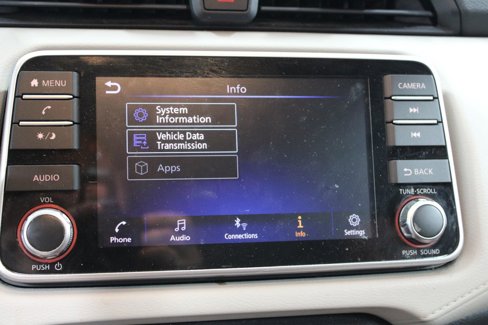 MENU
Info
CAMERA
System
Information
Vehicle Data
Transmission
Apps
AUDIO
BACK
VOL
TUNE·SCROLL
PUSH
Phone
Audio
Connections
Info
Settings
PUSH SOUND